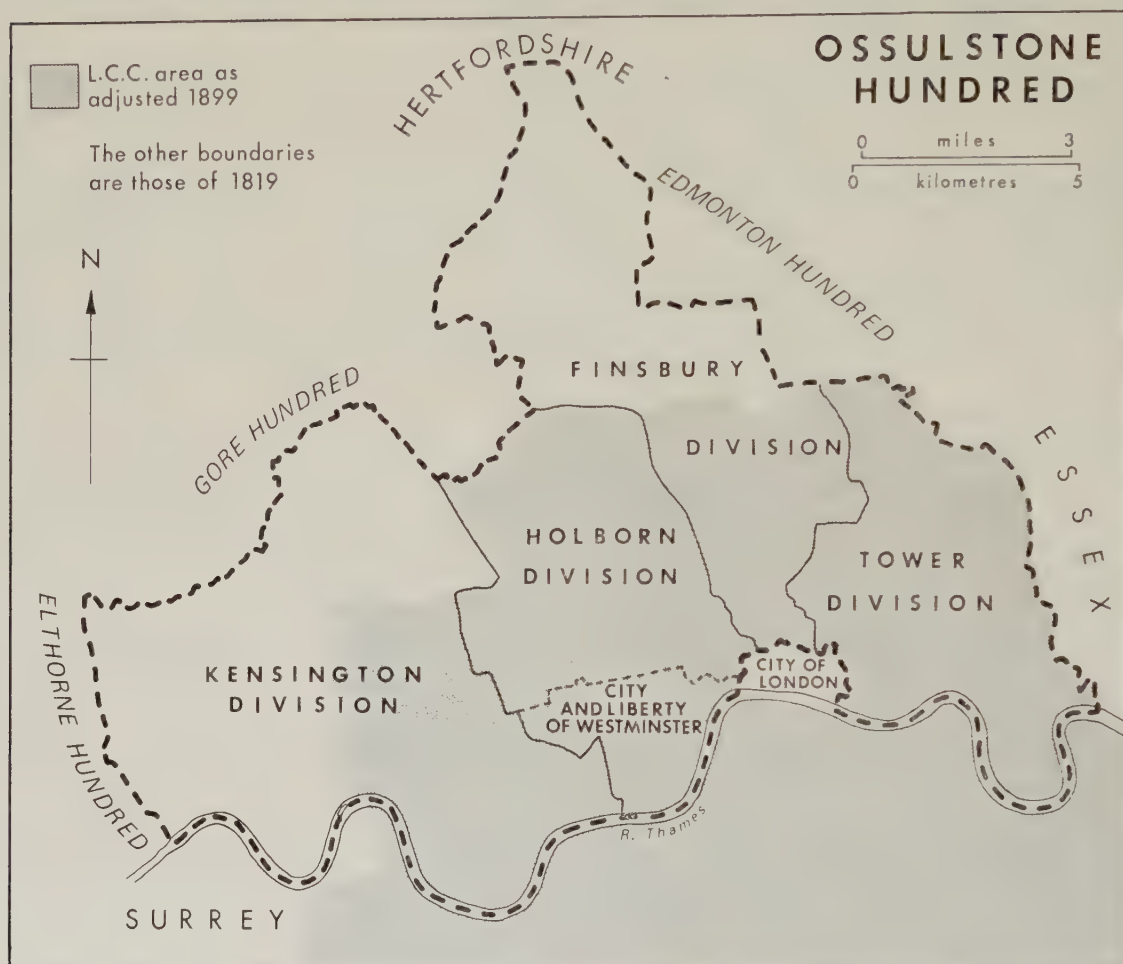 OSSULSTONE
HUNDRED
L.C.C. area as
adjusted 1899
The other boundaries
are those of 1819
0 miles 3
0 kilometres 5
HERTFORDSHIRE
EDMONTON HUNDRED
N
GORE HUNDRED
FINSBURY
DIVISION
ESSEX
HOLBORN
DIVISION
TOWER
DIVISION
ELTHORNE HUNDRED
KENSINGTON
DIVISION
CITY OF
LONDON
CITY
AND LIBERTY
OF WESTMINSTER
R. Thames
SURREY